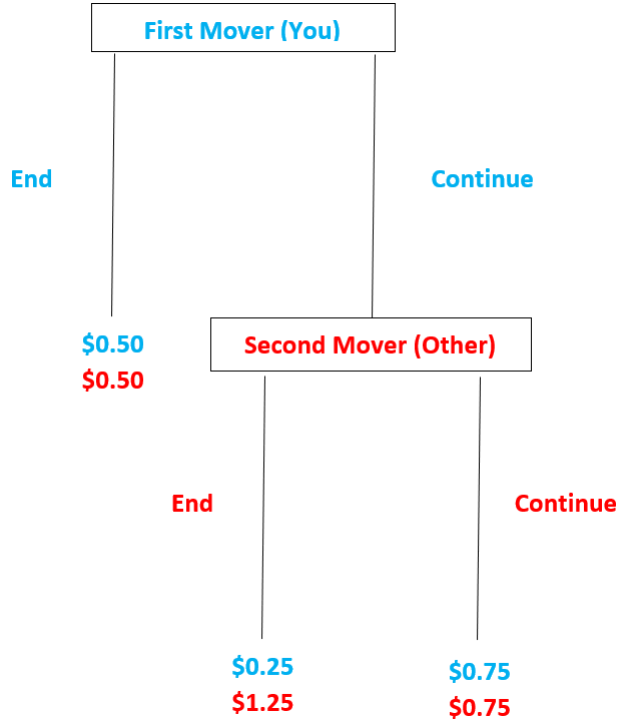 First Mover (You)
End
Continue
$0.50
$0.50
Second Mover (Other)
End
Continue
$0.25
$1.25
$0.75
$0.75